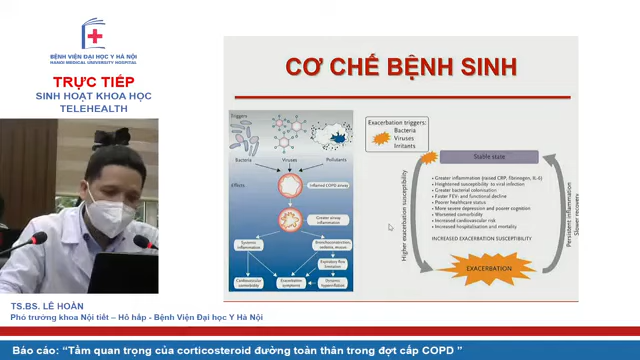 BỆNH VIỆN ĐẠI HỌC Y HÀ NỘI
HANOI MEDICAL UNIVERSITY HOSPITAL
TRỰC TIẾP
SINH HOẠT KHOA HỌC
TELEHEALTH
TS.BS. LÊ HOÀN
Phó trưởng khoa Nội tiết – Hô hấp - Bệnh Viện Đại học Y Hà Nội
CƠ CHẾ BỆNH SINH
Triggers
Bacteria
Viruses
Pollutants
Effects
Inflamed COPD airway
Greater airway
inflammation
Systemic
inflammation
Bronchoconstriction,
oedema, mucus
Expiratory flow
limitation
Cardiovascular
comorbidity
Exacerbation
symptoms
Dynamic
hyperinflation
Exacerbation triggers:
Bacteria
Viruses
Irritants
Stable state
Higher exacerbation susceptibility
• Greater inflammation (raised CRP, fibrinogen, IL-6)
• Heightened susceptibility to viral infection
• Greater bacterial colonisation
• Faster FEV₁ and functional decline
• Poorer healthcare status
• More severe depression and poorer cognition
• Worsened comorbidity
• Increased cardiovascular risk
• Increased hospitalisation and mortality
INCREASED EXACERBATION SUSCEPTIBILITY
Persistent inflammation
Slower recovery
EXACERBATION
Báo cáo: “Tầm quan trọng của corticosteroid đường toàn thân trong đợt cấp COPD ”